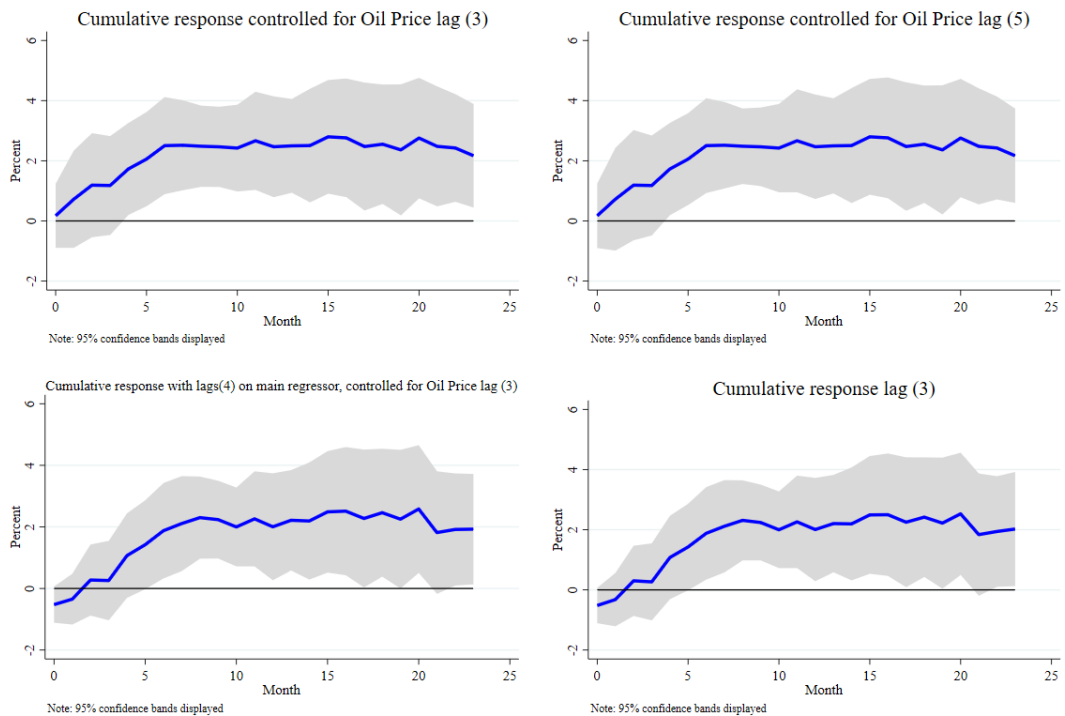 Cumulative response controlled for Oil Price lag (3)
6
4
2
0
-2
Percent
0 5 10 15 20 25
Month
Note: 95% confidence bands displayed
Cumulative response controlled for Oil Price lag (5)
6
4
2
0
-2
Percent
0 5 10 15 20 25
Month
Note: 95% confidence bands displayed
Cumulative response with lags(4) on main regressor, controlled for Oil Price lag (3)
6
4
2
0
-2
Percent
0 5 10 15 20 25
Month
Note: 95% confidence bands displayed
Cumulative response lag (3)
6
4
2
0
-2
Percent
0 5 10 15 20 25
Month
Note: 95% confidence bands displayed